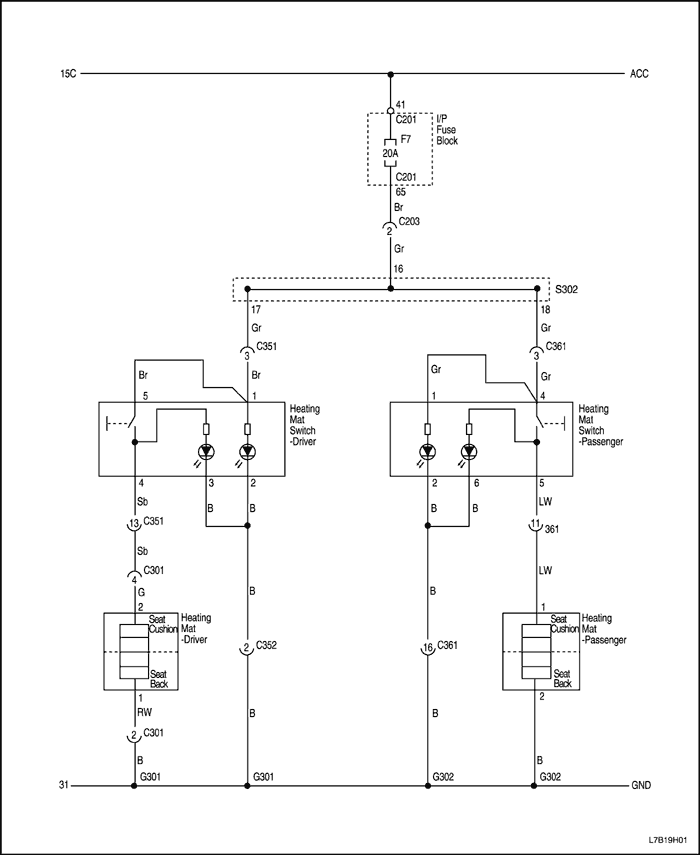 15C ACC
41
C201
I/P
Fuse
Block
F7
20A
C201
65
Br
C203
2
Gr
16
S302
17 18
Gr Gr
C351 C361
3 3
Br Br Gr Gr
5 1 1 4
Heating
Mat
Switch
-Driver
Heating
Mat
Switch
-Passenger
4 3 2 2 6 5
Sb B B B B LW
13 C351 11 361
Sb LW
C301
4
G B B
2 1
Seat
Cushion
Heating
Mat
-Driver
Seat
Back
2 C352 16 C361
Seat
Cushion
Heating
Mat
-Passenger
Seat
Back
1 2
RW B B
2 C301
B B
31 G301 G301 G302 G302 GND
L7B19H01